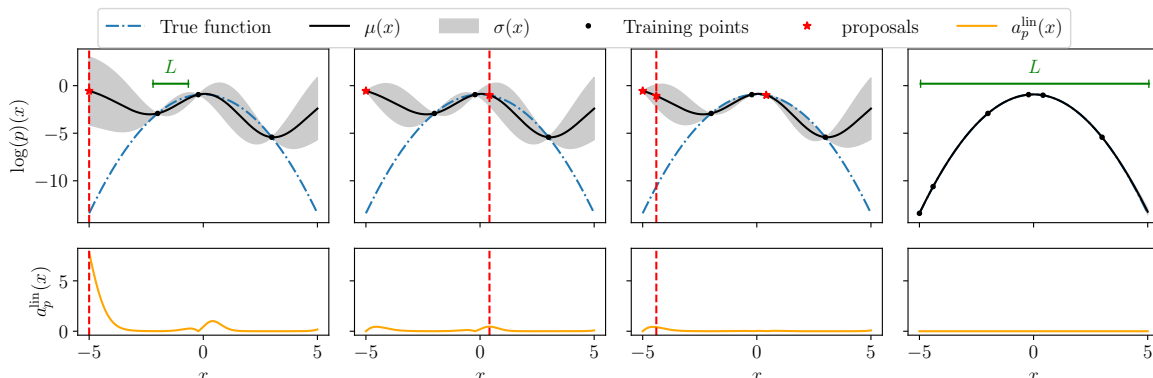 True function μ(x) σ(x) Training points proposals a_p^lin(x)
L L
log(p)(x)
0
−5
−10
a_p^lin(x)
5
0
−5 0 5 −5 0 5 −5 0 5 −5 0 5
x x x x